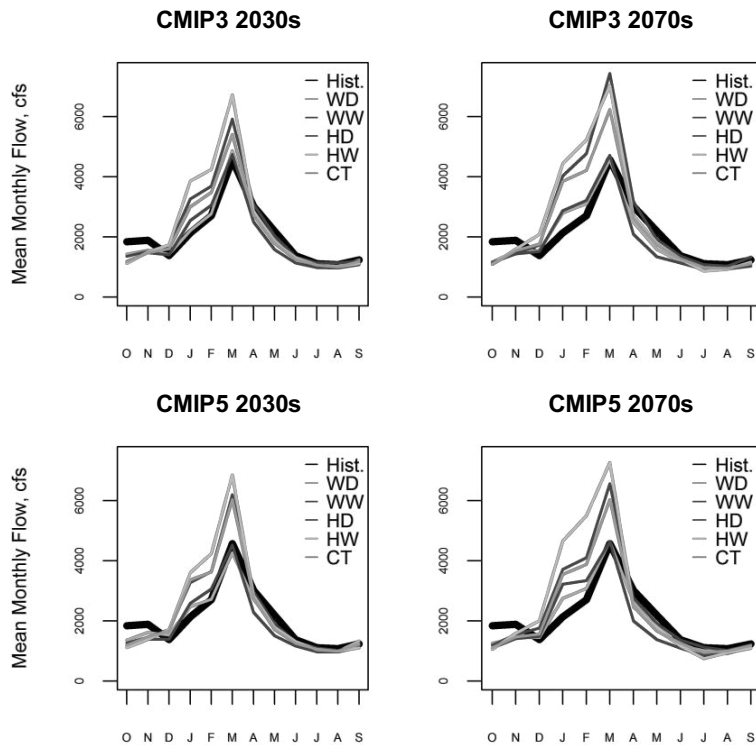 CMIP3 2030s
Mean Monthly Flow, cfs
0 2000 4000 6000
Hist.
WD
WW
HD
HW
CT
O N D J F M A M J J A S
CMIP3 2070s
0 2000 4000 6000
Hist.
WD
WW
HD
HW
CT
O N D J F M A M J J A S
CMIP5 2030s
Mean Monthly Flow, cfs
0 2000 4000 6000
Hist.
WD
WW
HD
HW
CT
O N D J F M A M J J A S
CMIP5 2070s
0 2000 4000 6000
Hist.
WD
WW
HD
HW
CT
O N D J F M A M J J A S